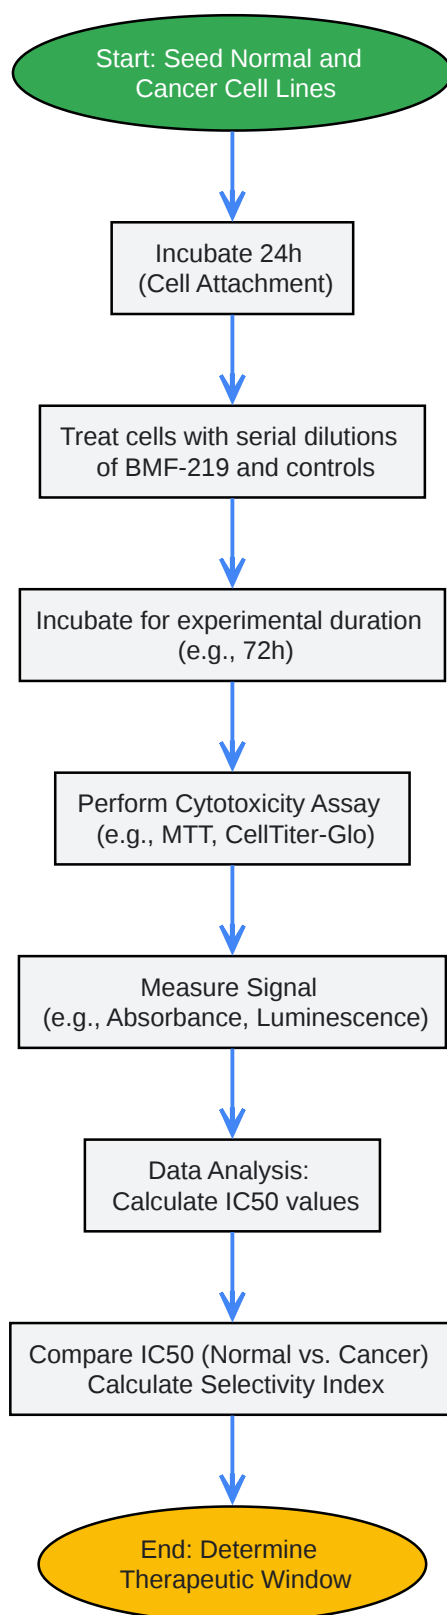 Start: Seed Normal and
Cancer Cell Lines
Incubate 24h
(Cell Attachment)
Treat cells with serial dilutions
of BMF-219 and controls
Incubate for experimental duration
(e.g., 72h)
Perform Cytotoxicity Assay
(e.g., MTT, CellTiter-Glo)
Measure Signal
(e.g., Absorbance, Luminescence)
Data Analysis:
Calculate IC50 values
Compare IC50 (Normal vs. Cancer)
Calculate Selectivity Index
End: Determine
Therapeutic Window